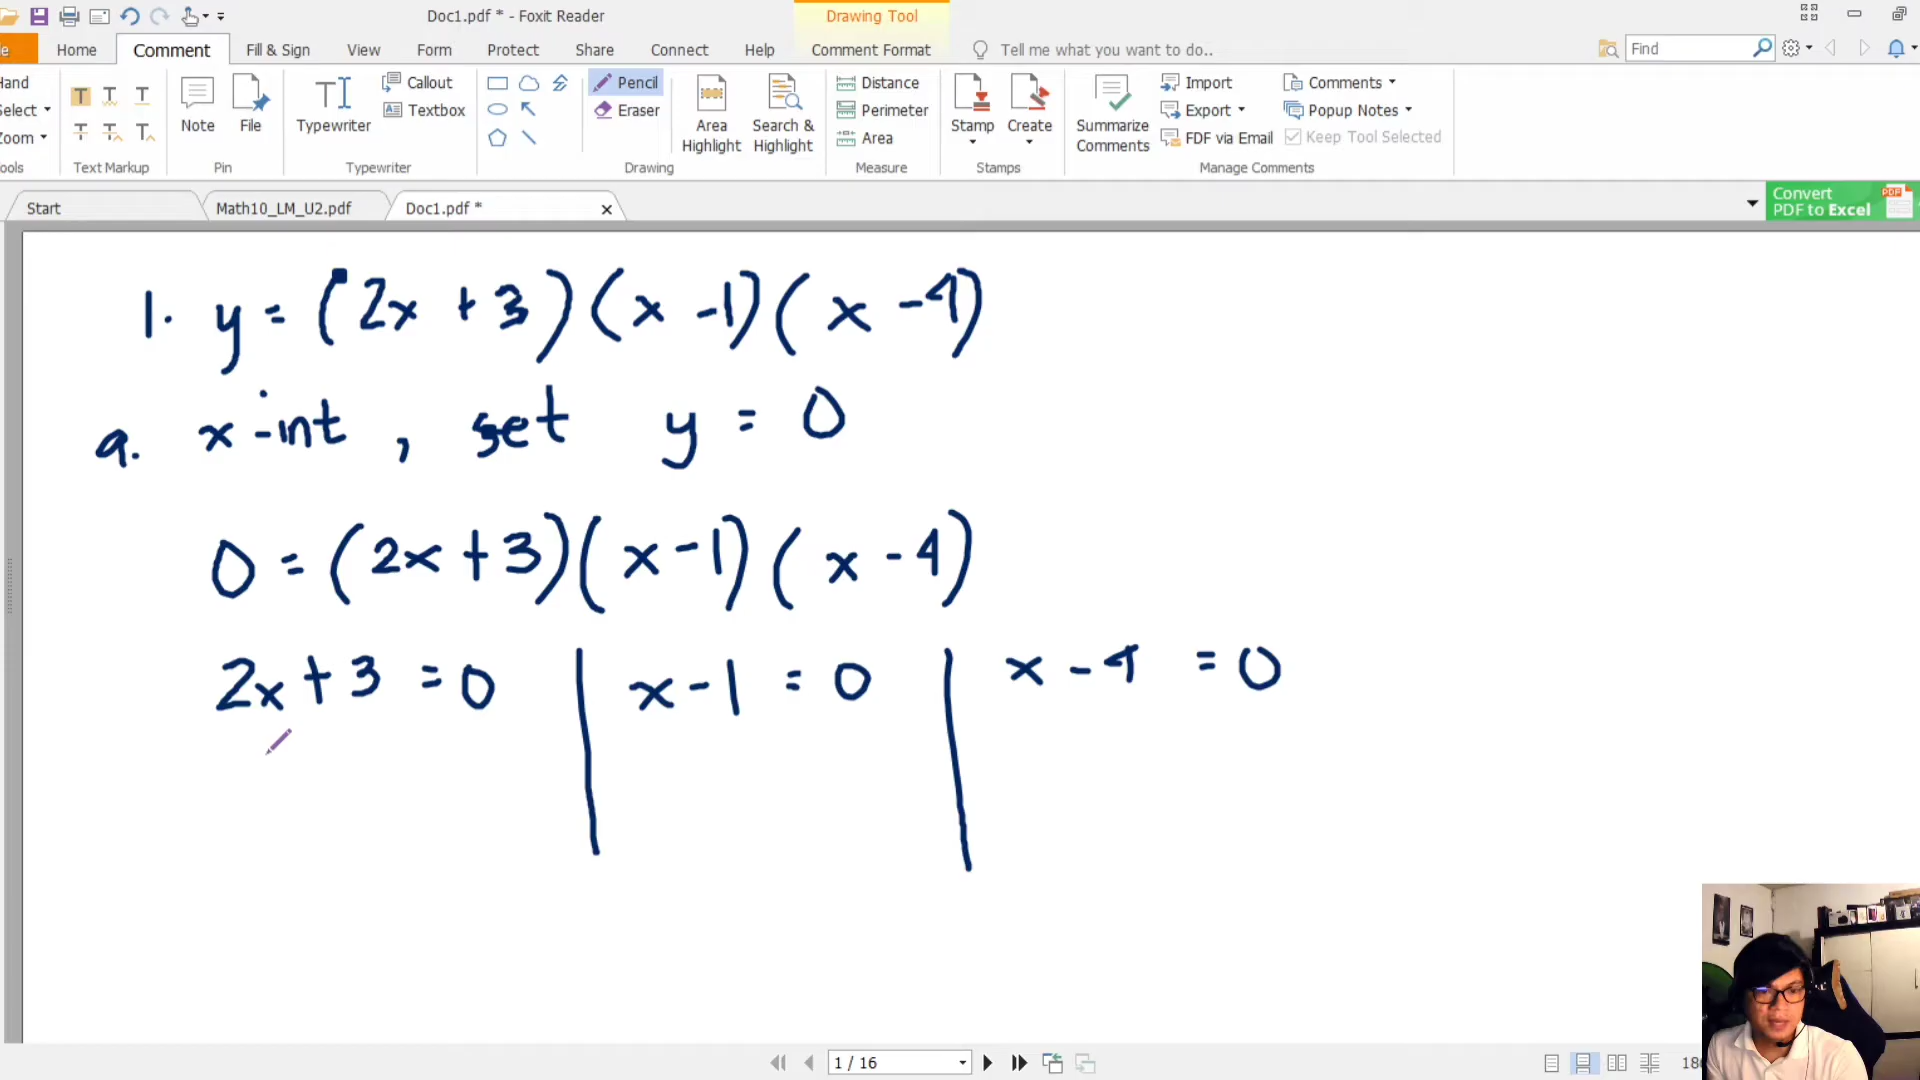 Doc1.pdf * - Foxit Reader
Drawing Tool
Home Comment Fill & Sign View Form Protect Share Connect Help Comment Format Tell me what you want to do.. Find
Hand
Select
Zoom
Note
File
Typewriter
Callout
Textbox
Pencil
Eraser
Area Highlight
Search & Highlight
Distance
Perimeter
Area
Stamp
Create
Summarize Comments
Import
Export
FDF via Email
Comments
Popup Notes
Keep Tool Selected
Text Markup Pin Typewriter Drawing Measure Stamps Manage Comments
Start Math10_LM_U2.pdf Doc1.pdf *
Convert
PDF to Excel
PDF
1. y = (2x + 3)(x - 1)(x - 4)
a. x-int, set y = 0
0 = (2x + 3)(x - 1)(x - 4)
2x + 3 = 0 | x - 1 = 0 | x - 4 = 0
1 / 16